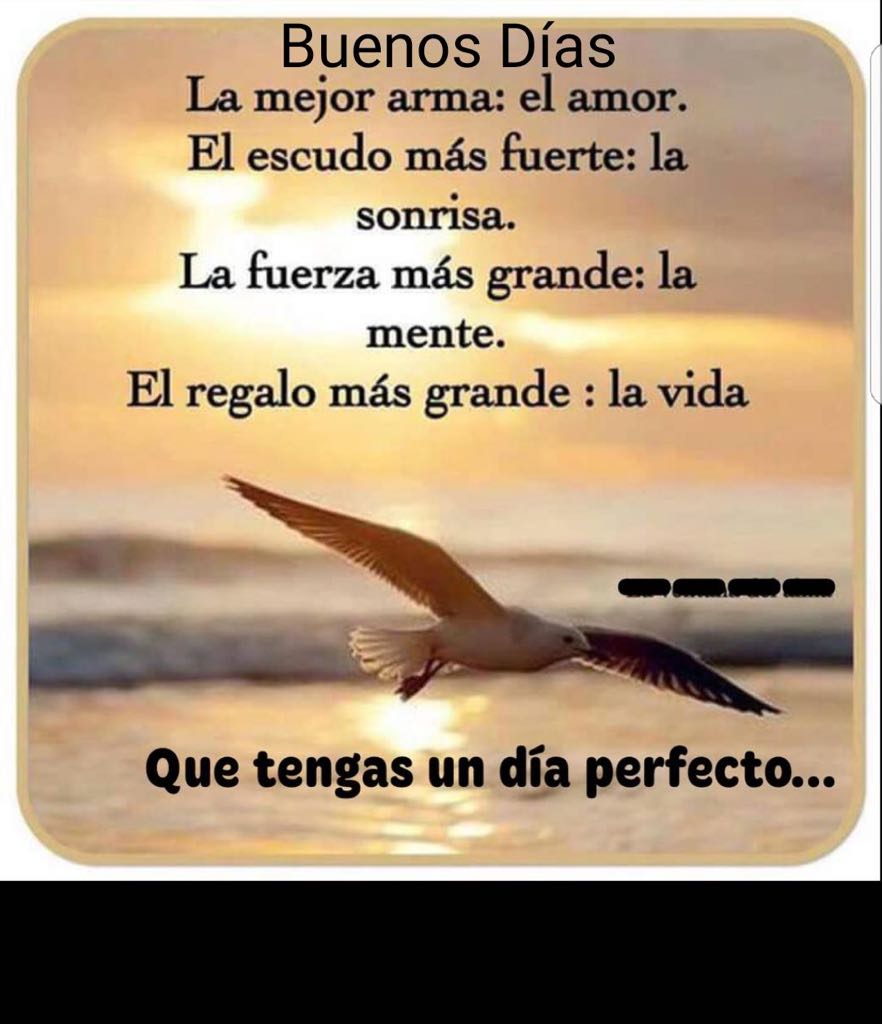 Buenos Días
La mejor arma: el amor.
El escudo más fuerte: la
sonrisa.
La fuerza más grande: la
mente.
El regalo más grande : la vida
Que tengas un día perfecto...